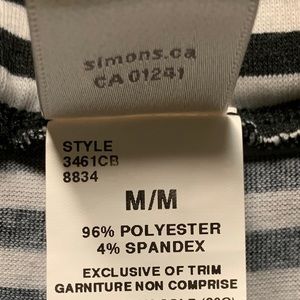 simons.ca
CA 01241
STYLE
3461CB
8834
M/M
96% POLYESTER
4% SPANDEX
EXCLUSIVE OF TRIM
GARNITURE NON COMPRISE